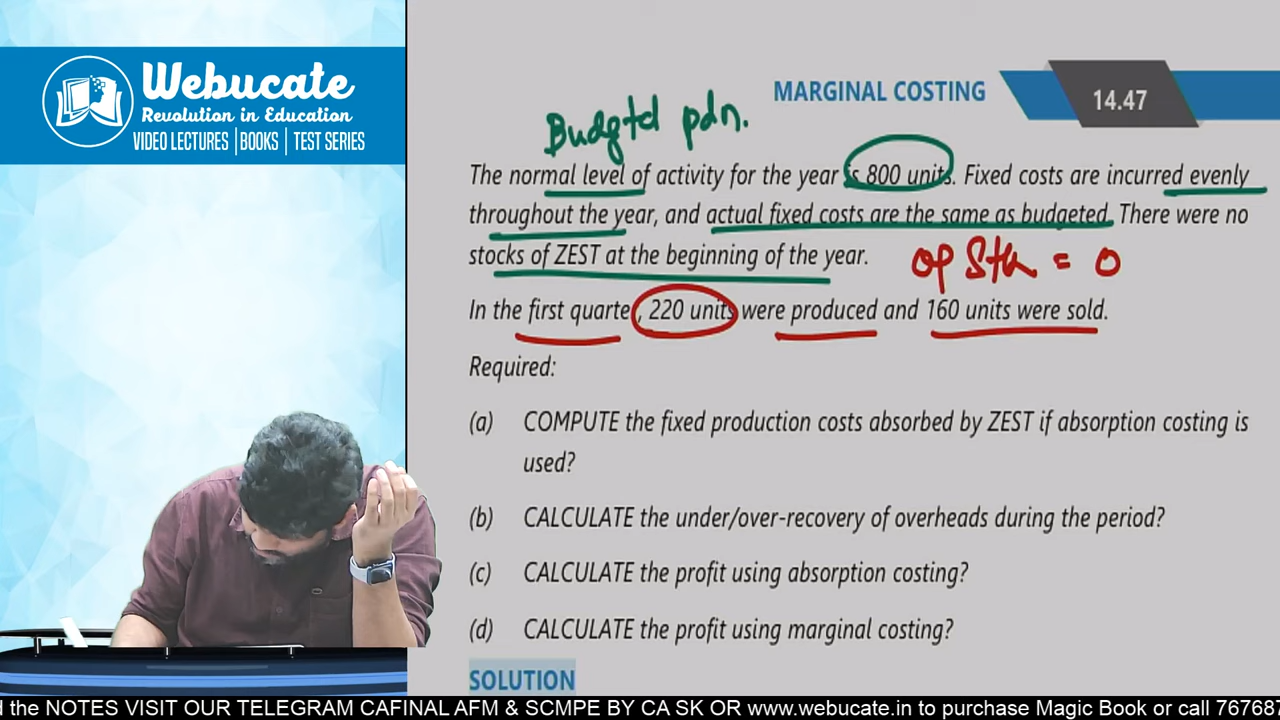 Webucate
Revolution in Education
VIDEO LECTURES | BOOKS | TEST SERIES
MARGINAL COSTING
14.47
Budgted pdn.
The normal level of activity for the year is 800 units. Fixed costs are incurred evenly
throughout the year, and actual fixed costs are the same as budgeted. There were no
stocks of ZEST at the beginning of the year.
op Stk = 0
In the first quarte , 220 units were produced and 160 units were sold.
Required:
(a) COMPUTE the fixed production costs absorbed by ZEST if absorption costing is
used?
(b) CALCULATE the under/over-recovery of overheads during the period?
(c) CALCULATE the profit using absorption costing?
(d) CALCULATE the profit using marginal costing?
SOLUTION
d the NOTES VISIT OUR TELEGRAM CAFINAL AFM & SCMPE BY CA SK OR www.webucate.in to purchase Magic Book or call 76768